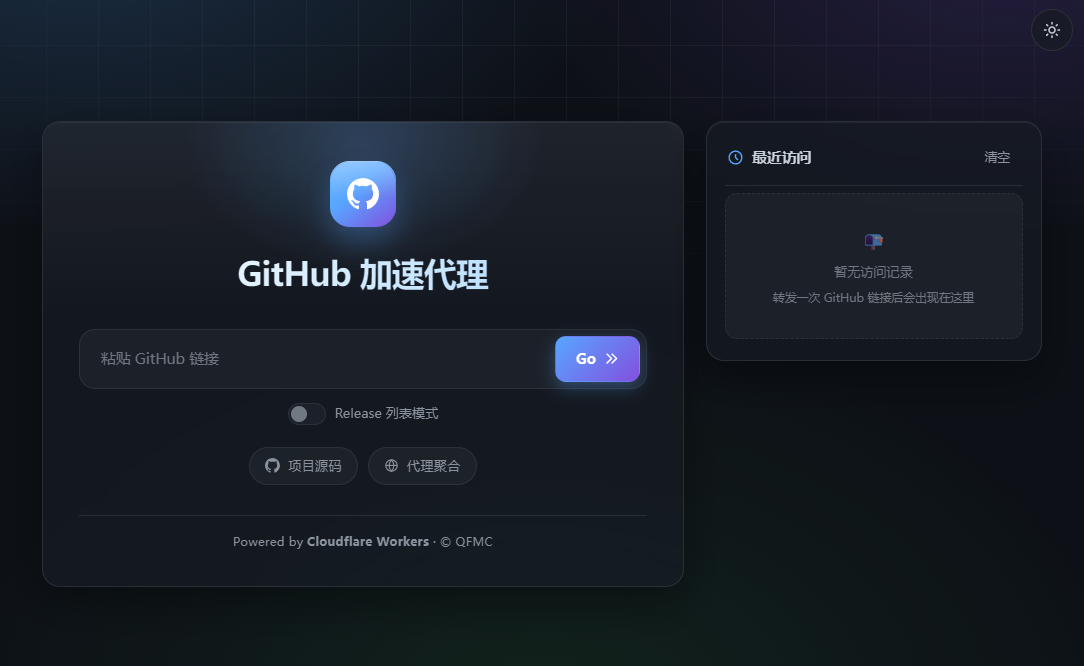 GitHub 加速代理
粘贴 GitHub 链接
Go
Release 列表模式
项目源码
代理聚合
Powered by Cloudflare Workers · © QFMC
最近访问
清空
暂无访问记录
转发一次 GitHub 链接后会出现在这里